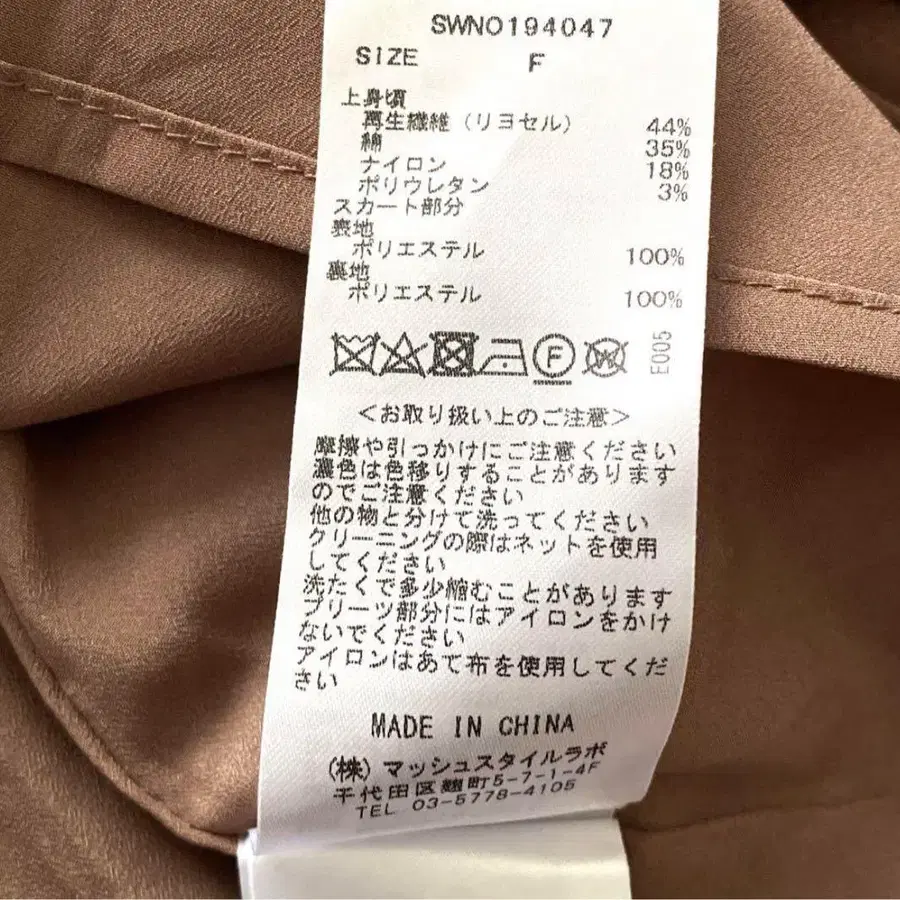 SWNO194047
SIZE F
上身頃
再生繊維（リヨセル） 44%
綿 35%
ナイロン 18%
ポリウレタン 3%
スカート部分
表地
ポリエステル 100%
裏地
ポリエステル 100%
F
W
E005
＜お取り扱い上のご注意＞
摩擦や引っかけにご注意ください
濃色は色移りすることがあります
のでご注意ください
他の物と分けて洗ってください
クリーニングの際はネットを使用
してください
洗たくで多少縮むことがあります
プリーツ部分にはアイロンをかけ
ないでください
アイロンはあて布を使用してくだ
さい
MADE IN CHINA
(株) マッシュスタイルラボ
千代田区麹町5-7-1-4F
TEL 03-5778-4105